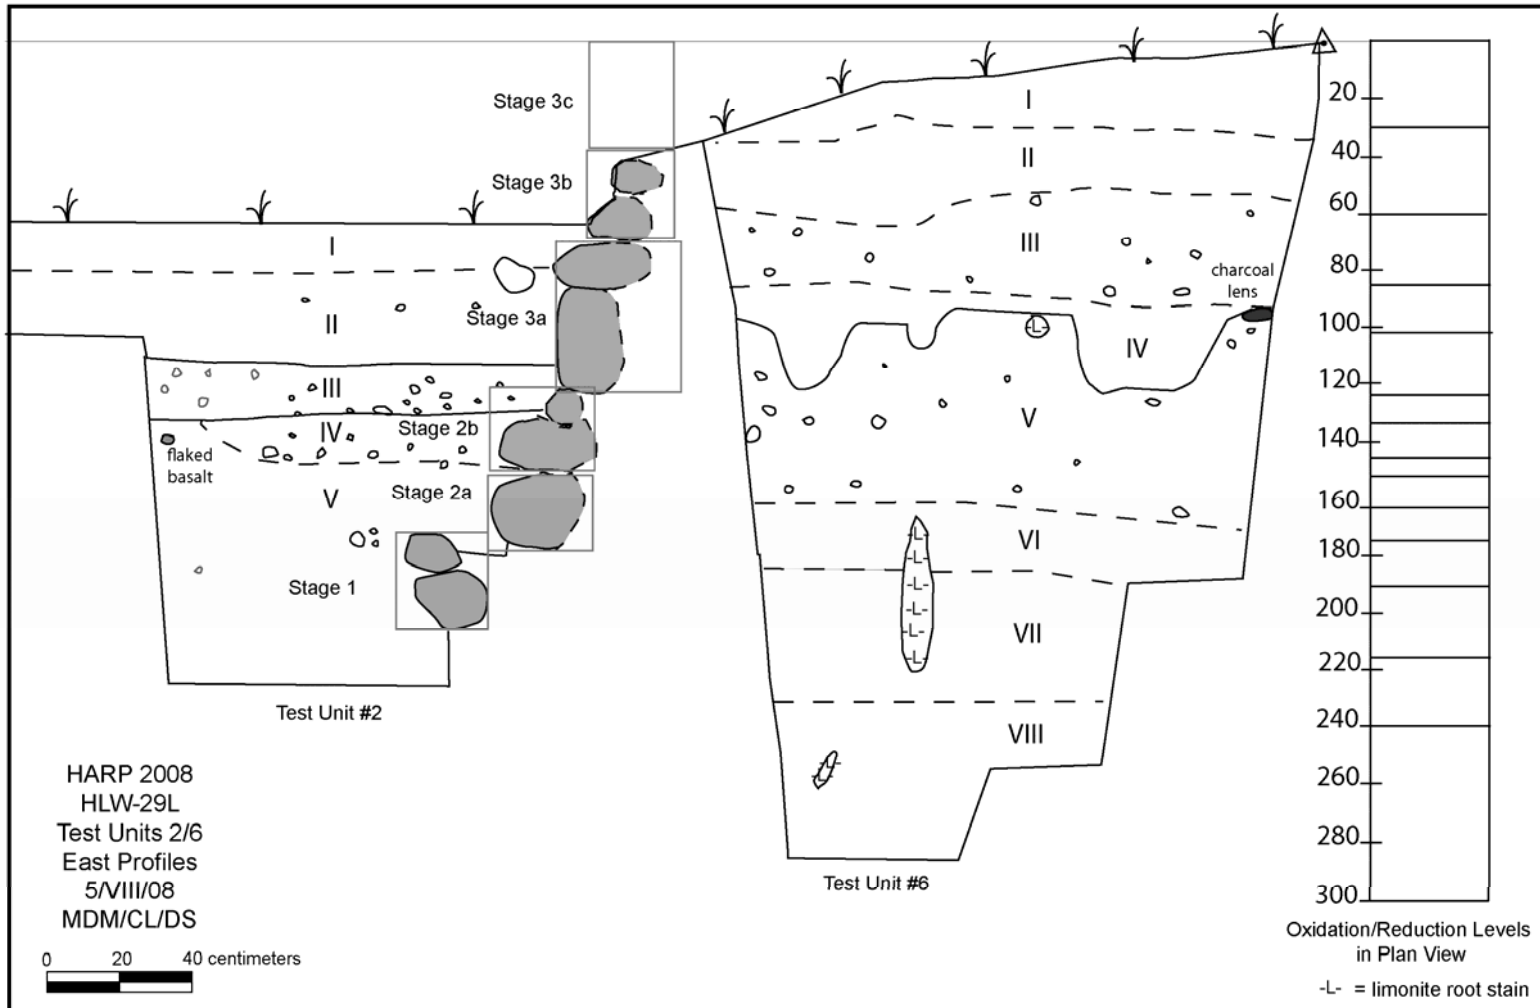 Stage 3c
Stage 3b
Stage 3a
Stage 2b
Stage 2a
Stage 1
I
II
III
IV
V
flaked
basalt
Test Unit #2
I
II
III
charcoal
lens
IV
V
VI
VII
VIII
-L-
-L-
-L-
-L-
-L-
-L-
-L-
-L-
Test Unit #6
20
40
60
80
100
120
140
160
180
200
220
240
260
280
300
Oxidation/Reduction Levels
in Plan View
-L- = limonite root stain
HARP 2008
HLW-29L
Test Units 2/6
East Profiles
5/VIII/08
MDM/CL/DS
0 20 40 centimeters